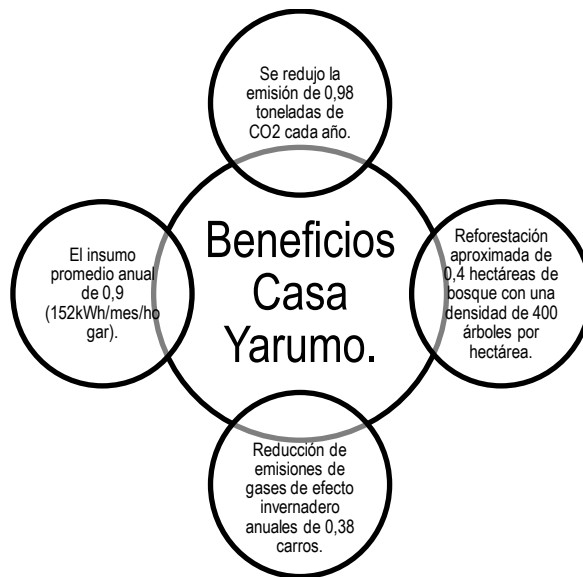 Se redujo la
emisión de 0,98
toneladas de
CO2 cada año.
El insumo
promedio anual
de 0,9
(152kWh/mes/ho
gar).
Beneficios
Casa
Yarumo.
Reforestación
aproximada de
0,4 hectáreas de
bosque con una
densidad de 400
árboles por
hectárea.
Reducción de
emisiones de
gases de efecto
invernadero
anuales de 0,38
carros.